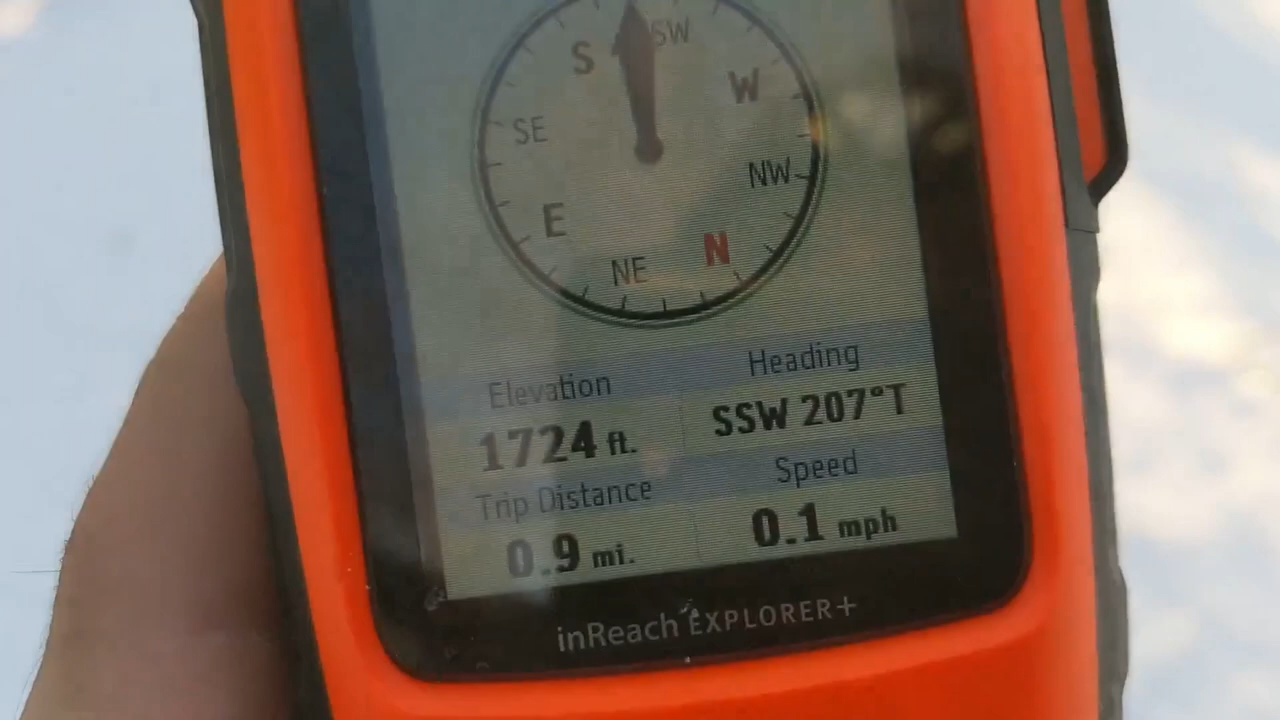 S
SW
W
SE
NW
E
N
NE
Elevation
Heading
1724 ft.
SSW 207°T
Trip Distance
Speed
0.9 mi.
0.1 mph
inReach EXPLORER+